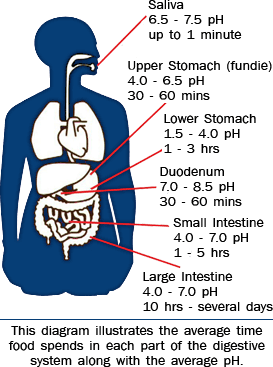 Saliva
6.5 - 7.5 pH
up to 1 minute
Upper Stomach (fundie)
4.0 - 6.5 pH
30 - 60 mins
Lower Stomach
1.5 - 4.0 pH
1 - 3 hrs
Duodenum
7.0 - 8.5 pH
30 - 60 mins
Small Intestine
4.0 - 7.0 pH
1 - 5 hrs
Large Intestine
4.0 - 7.0 pH
10 hrs - several days
This diagram illustrates the average time
food spends in each part of the digestive
system along with the average pH.